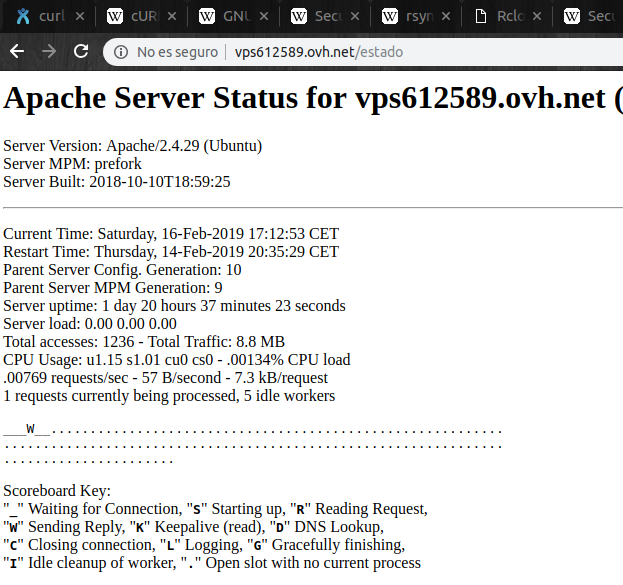 curl
cURL
GNU
Secu
rsyn
Rclo
Secu
No es seguro | vps612589.ovh.net/estado
Apache Server Status for vps612589.ovh.net (
Server Version: Apache/2.4.29 (Ubuntu)
Server MPM: prefork
Server Built: 2018-10-10T18:59:25
Current Time: Saturday, 16-Feb-2019 17:12:53 CET
Restart Time: Thursday, 14-Feb-2019 20:35:29 CET
Parent Server Config. Generation: 10
Parent Server MPM Generation: 9
Server uptime: 1 day 20 hours 37 minutes 23 seconds
Server load: 0.00 0.00 0.00
Total accesses: 1236 - Total Traffic: 8.8 MB
CPU Usage: u1.15 s1.01 cu0 cs0 - .00134% CPU load
.00769 requests/sec - 57 B/second - 7.3 kB/request
1 requests currently being processed, 5 idle workers
___W__..........................................................
................................................................
......................
Scoreboard Key:
"_" Waiting for Connection, "S" Starting up, "R" Reading Request,
"W" Sending Reply, "K" Keepalive (read), "D" DNS Lookup,
"C" Closing connection, "L" Logging, "G" Gracefully finishing,
"I" Idle cleanup of worker, "." Open slot with no current process